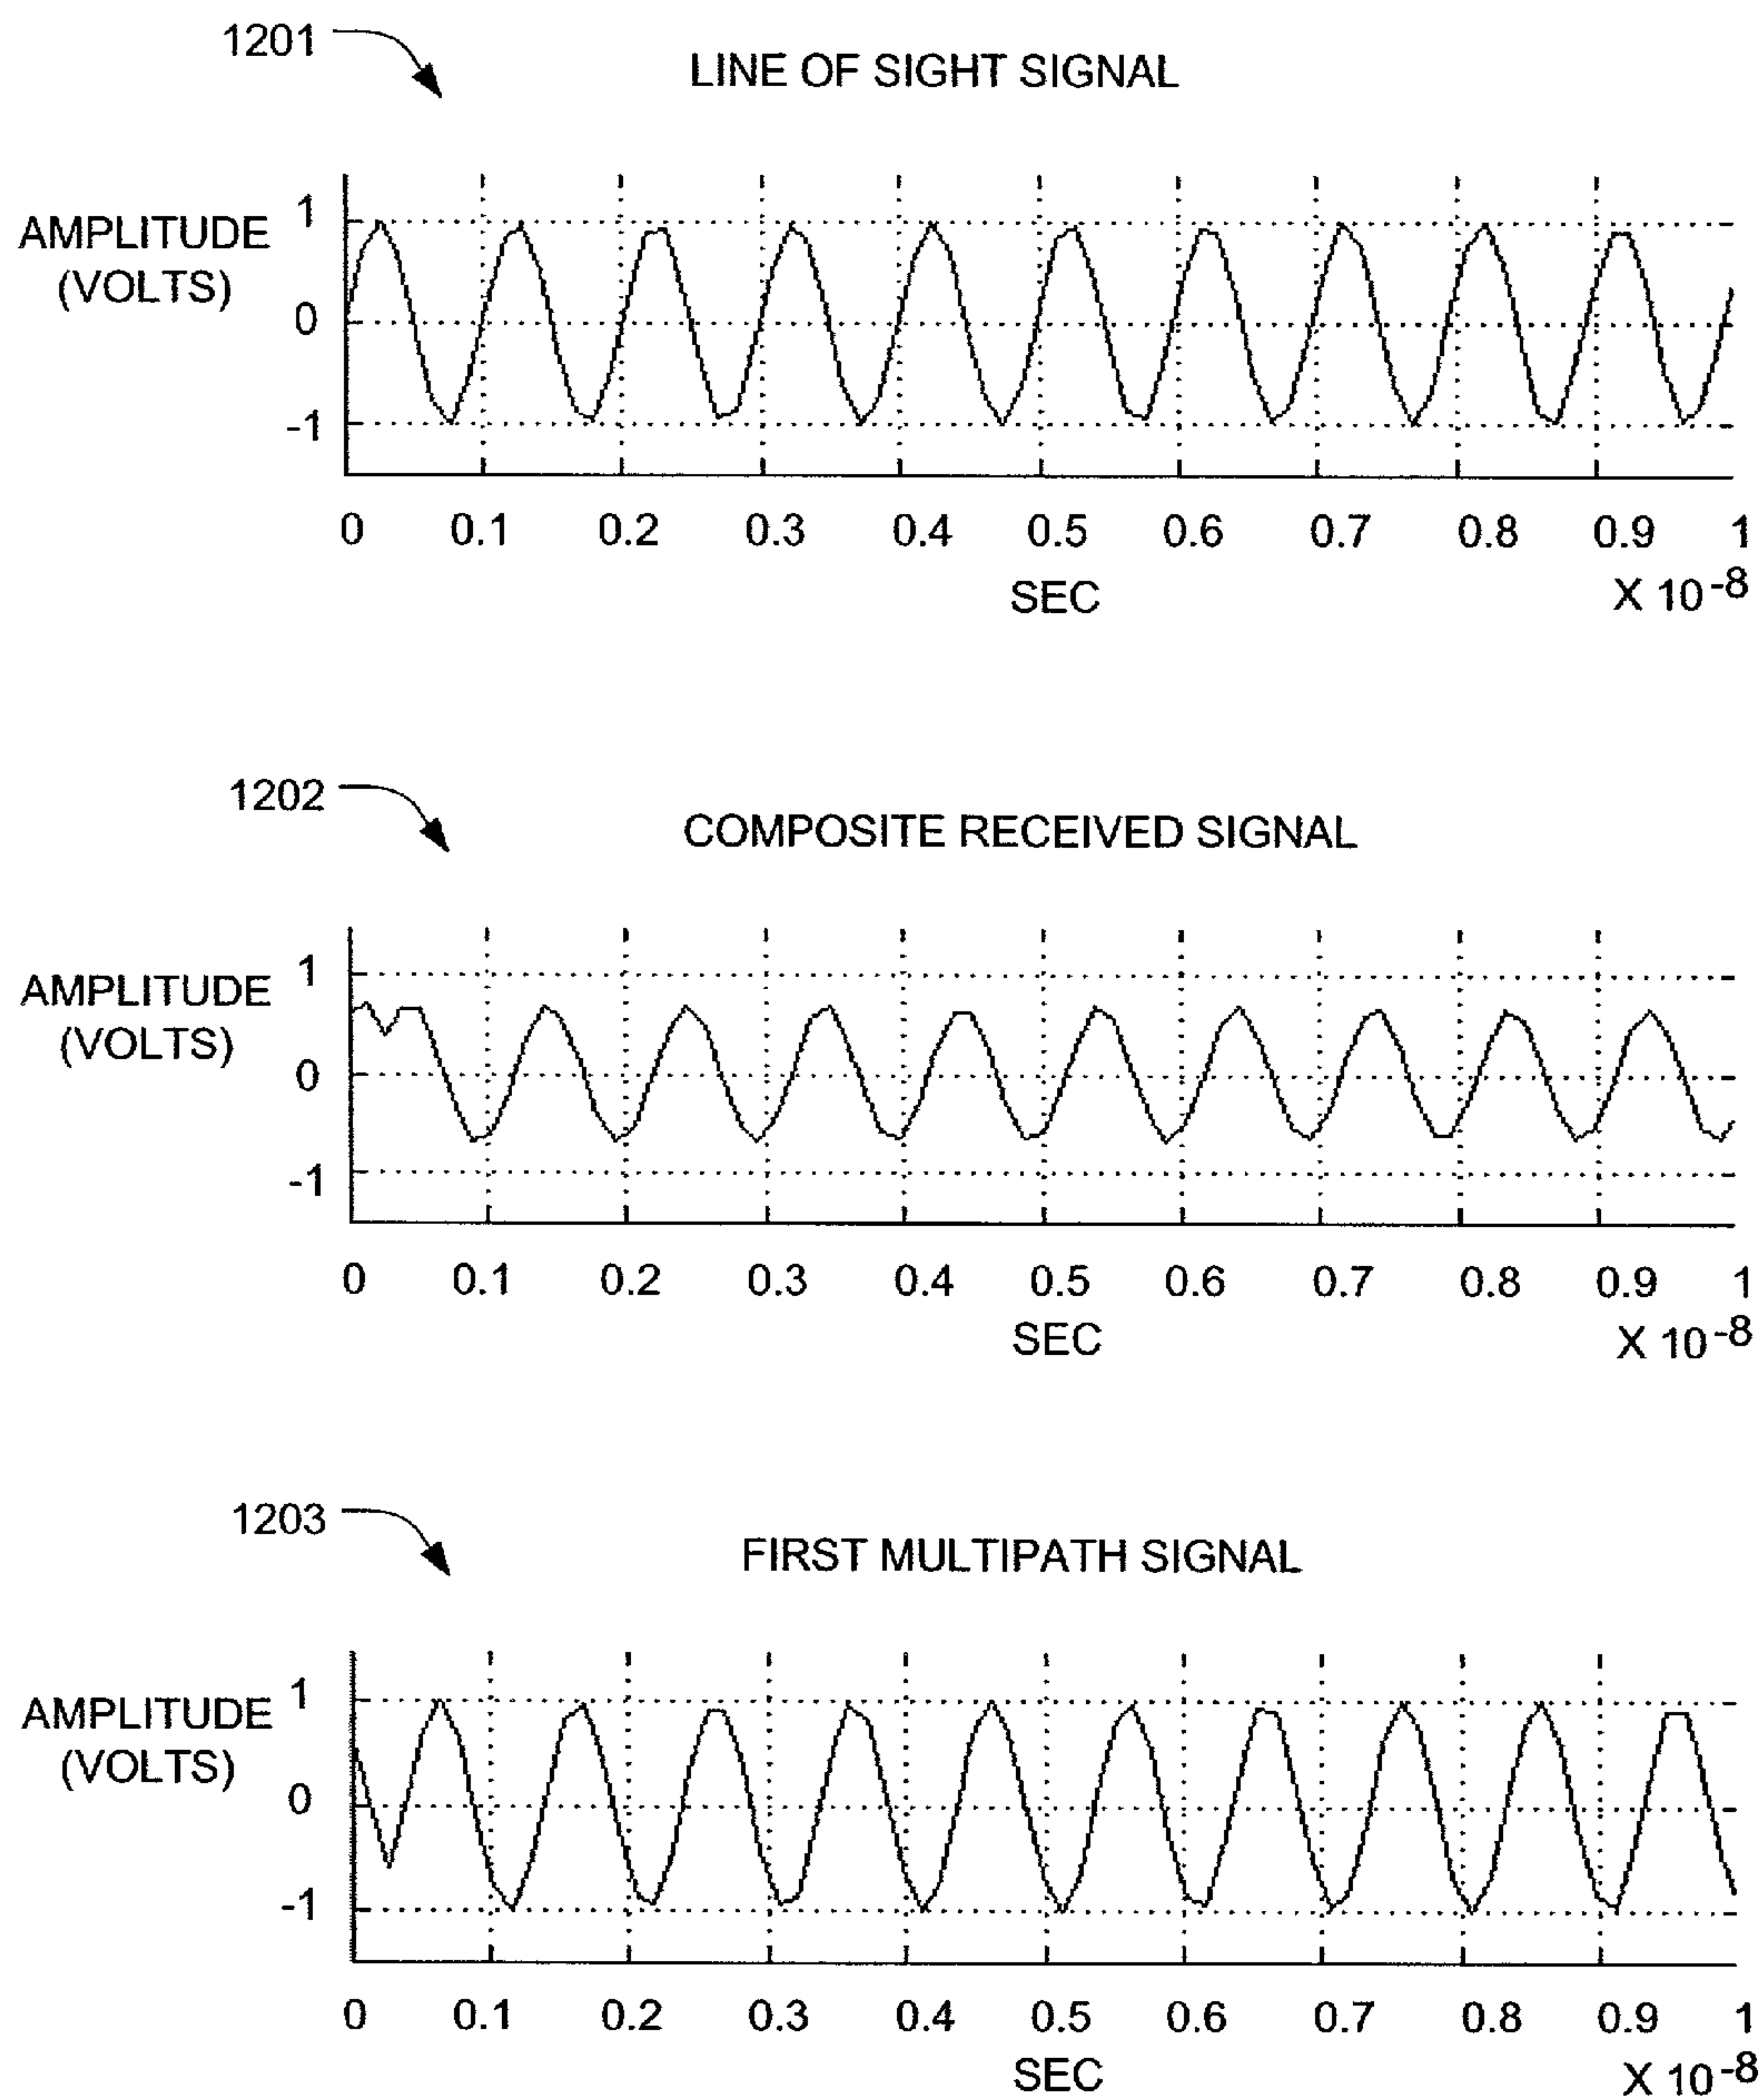 1201
LINE OF SIGHT SIGNAL
AMPLITUDE
(VOLTS)
1
0
-1
0 0.1 0.2 0.3 0.4 0.5 0.6 0.7 0.8 0.9 1
SEC
X 10-8
1202
COMPOSITE RECEIVED SIGNAL
AMPLITUDE
(VOLTS)
1
0
-1
0 0.1 0.2 0.3 0.4 0.5 0.6 0.7 0.8 0.9 1
SEC
X 10-8
1203
FIRST MULTIPATH SIGNAL
AMPLITUDE
(VOLTS)
1
0
-1
0 0.1 0.2 0.3 0.4 0.5 0.6 0.7 0.8 0.9 1
SEC
X 10-8